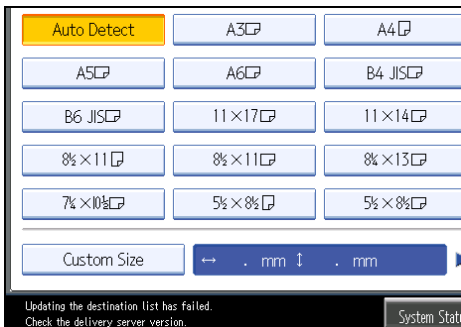 Auto Detect A3 A4
A5 A6 B4 JIS
B6 JIS 11×17 11×14
8½×11 8½×11 8¼×13
7¼×10½ 5½×8½ 5½×8½
Custom Size ↔ . mm ↕ . mm
Updating the destination list has failed.
Check the delivery server version.
System Statu